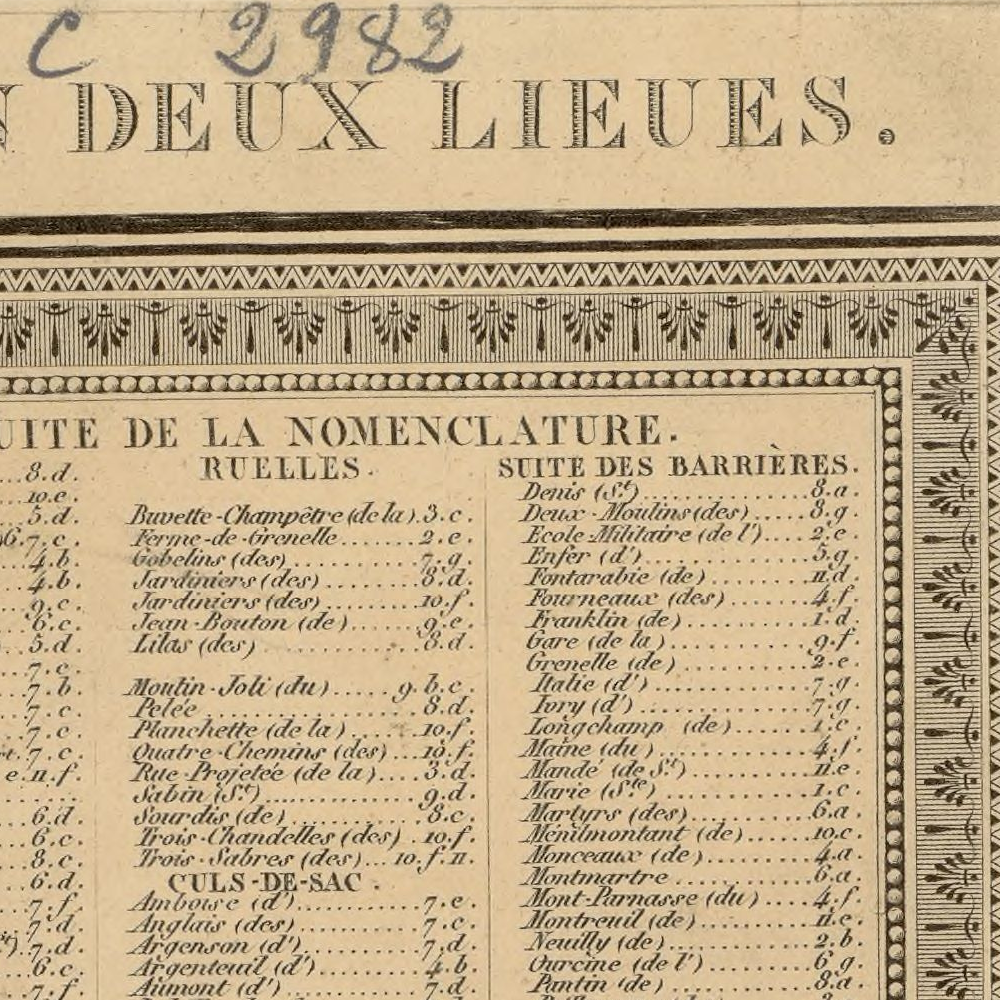 C 2982
N DEUX LIEUES.
UITE DE LA NOMENCLATURE.
...8.d.
...10.e.
...5.d.
6.7.c.
...4.b.
...4.b.
...9.c.
6.c.
...5.d.
...7.e.
...7.b.
...7.c.
...7.c.
7.c.
e.11.f.
...6.d.
...6.c.
...8.c.
...6.d.
...7.f.
...7.d.
7.d.
...6.c.
...7.f.
RUELLES.
Buvette-Champêtre (de la).3.c.
Ferme-de-Grenelle.......2.e.
Gobelins (des)..........7.g.
Jardiniers (des)........8.d.
Jardiniers (des)........10.f.
Jean-Bouton (de)........9.e.
Lilas (des).............8.d.
Moulin-Joli (du).....9.b.c.
Pelée...................8.d.
Planchette (de la)......10.f.
Quatre-Chemins (des)...10.f.
Rue-Projetée (de la)....3.d.
Sabin (St.).............9.d.
Sourdis (de)............8.c.
Trois-Chandelles (des)..10.f.
Trois-Sabres (des)...10.f.11.
CULS-DE-SAC.
Amboise (d')............7.e.
Anglais (des)...........7.c.
Argenson (d')...........7.d.
Argenteuil (d').........4.b.
Aumont (d').............7.d.
SUITE DES BARRIÈRES.
Denis (St.).............8.a.
Deux-Moulins (des)......8.g.
Ecole-Militaire (de l')....2.e.
Enfer (d')..............5.g.
Fontarabie (de).........11.d.
Fourneaux (des).........4.f.
Franklin (de)...........1.d.
Gare (de la)............9.f.
Grenelle (de)...........2.e.
Italie (d').............7.g.
Ivry (d')...............7.g.
Longchamp (de)..........1.c.
Maine (du)..............4.f.
Mandé (de St.)..........11.e.
Marie (Ste)............1.c.
Martyrs (des)...........6.a.
Ménilmontant (de).......10.c.
Monceaux (de)...........4.a.
Montmartre..............6.a.
Mont-Parnasse (du)......4.f.
Montreuil (de)..........11.e.
Neuilly (de)............2.b.
Ourcine (de l').........6.g.
Pantin (de).............8.a.